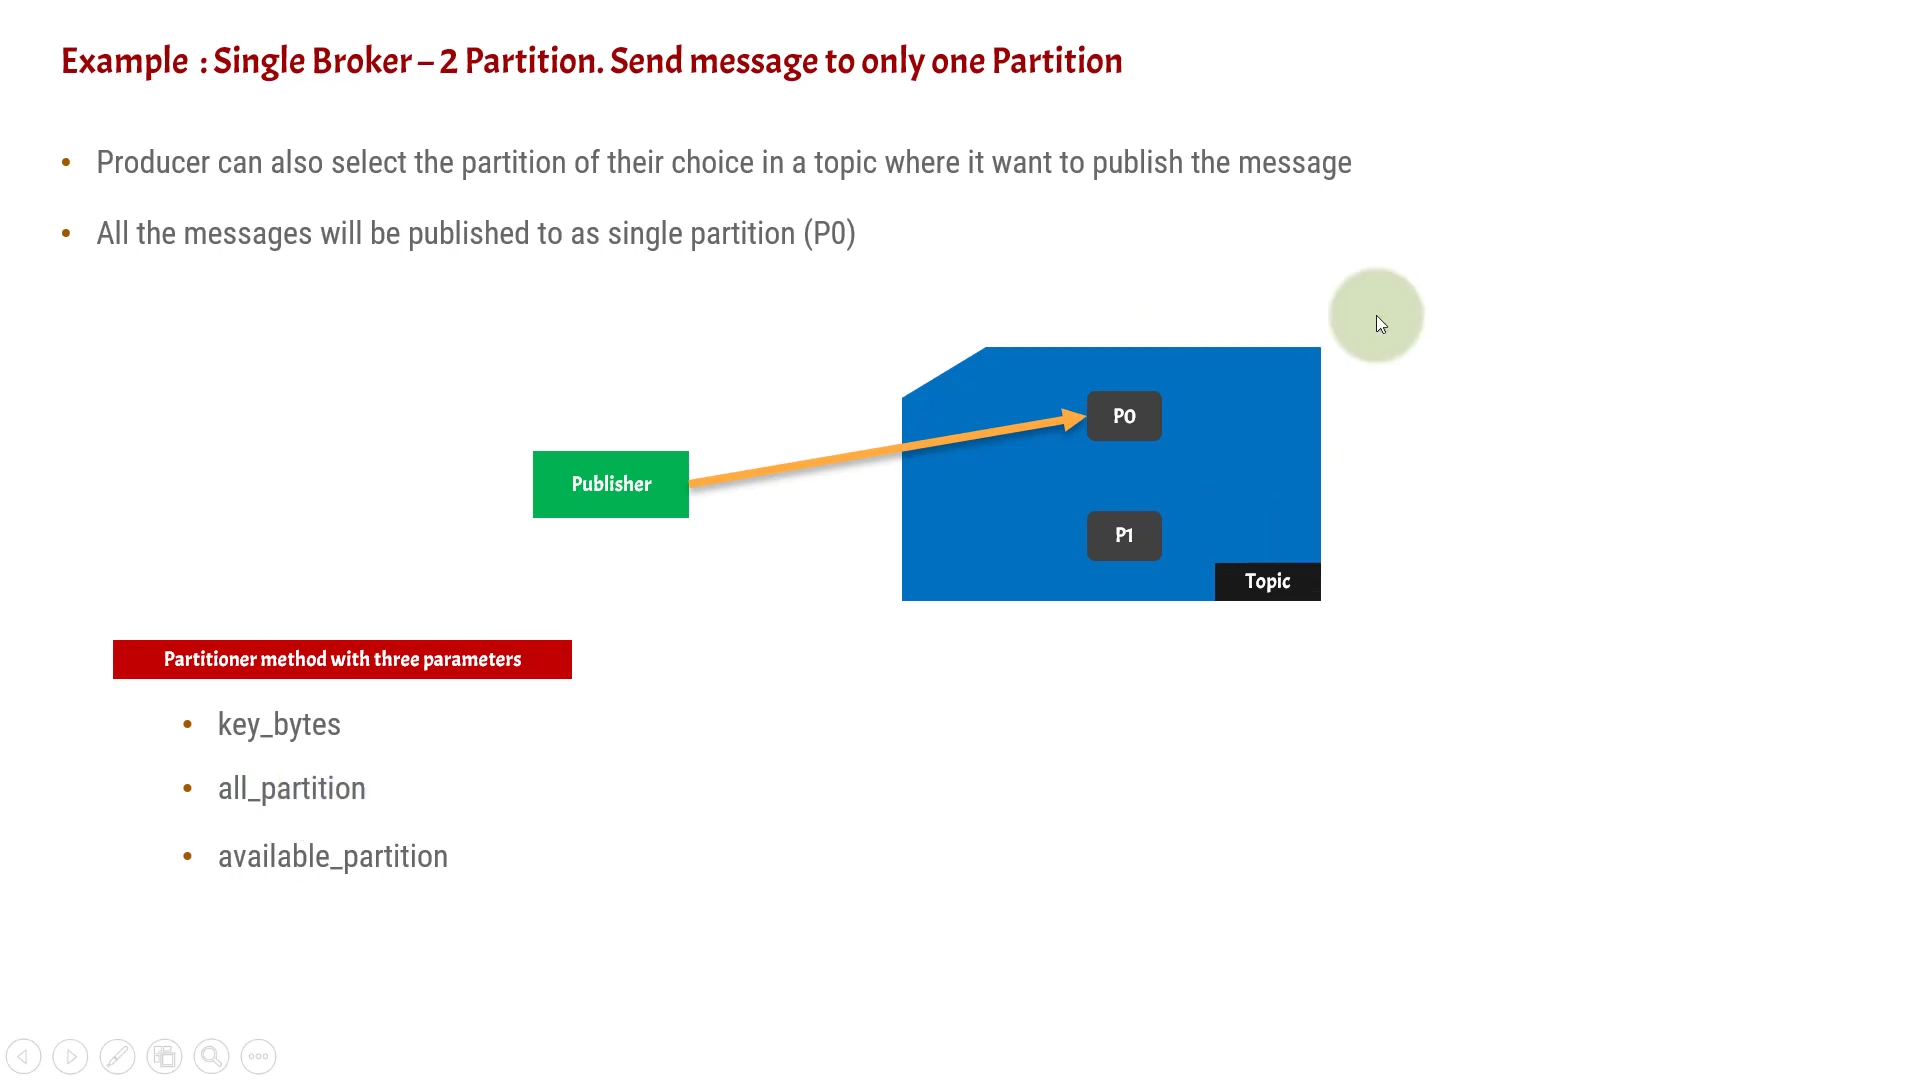 Example : Single Broker – 2 Partition. Send message to only one Partition
• Producer can also select the partition of their choice in a topic where it want to publish the message
• All the messages will be published to as single partition (P0)
P0
Publisher
P1
Topic
Partitioner method with three parameters
• key_bytes
• all_partition
• available_partition